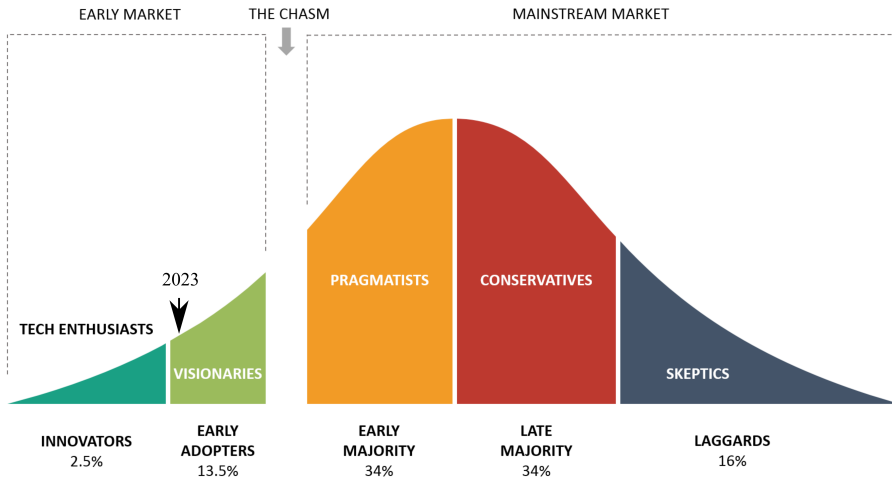 EARLY MARKET
THE CHASM
MAINSTREAM MARKET
2023
TECH ENTHUSIASTS
VISIONARIES
PRAGMATISTS
CONSERVATIVES
SKEPTICS
INNOVATORS
2.5%
EARLY
ADOPTERS
13.5%
EARLY
MAJORITY
34%
LATE
MAJORITY
34%
LAGGARDS
16%